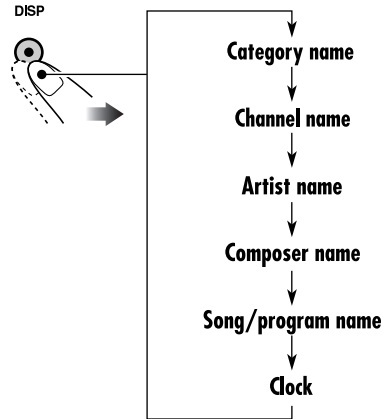 DISP
Category name
Channel name
Artist name
Composer name
Song/program name
Clock